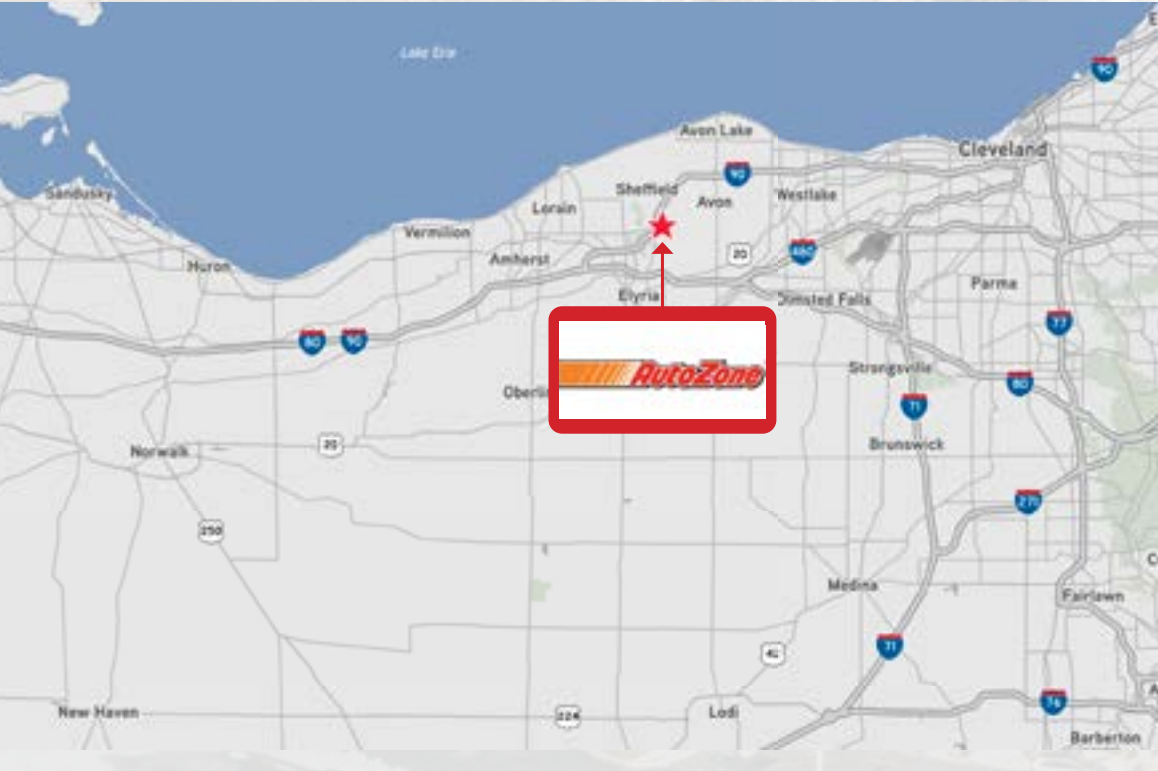 Lake Erie
90
Avon Lake
Cleveland
90
Sheffield
Westlake
Sandusky
Avon
Lorain
Vermilion
20
480
Amherst
Huron
Parma
Elyria
Olmsted Falls
77
80
90
AutoZone
Strongsville
80
Oberli
71
20
Brunswick
Norwalk
271
250
Medina
Fairlawn
71
42
76
New Haven
224
Lodi
Barberton